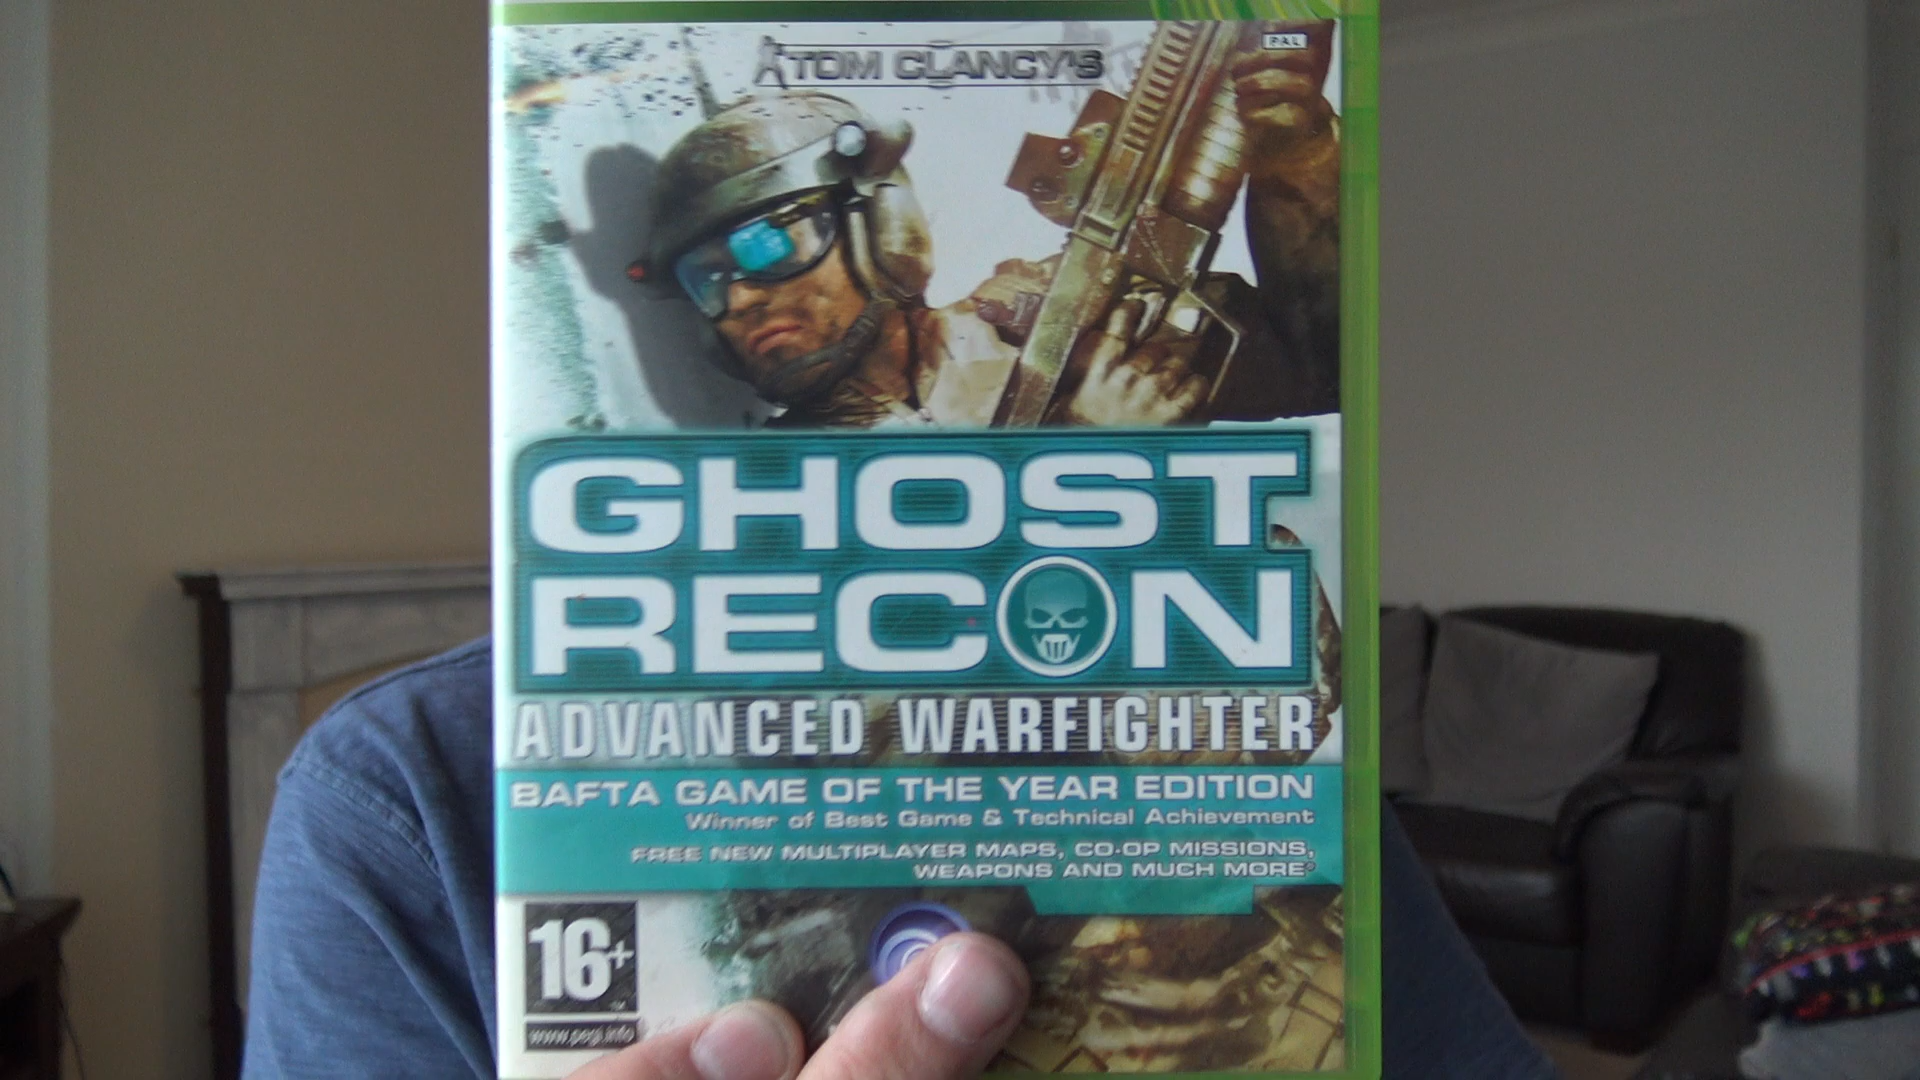 TOM CLANCY'S
PAL
GHOST
RECON
ADVANCED WARFIGHTER
BAFTA GAME OF THE YEAR EDITION
Winner of Best Game & Technical Achievement
FREE NEW MULTIPLAYER MAPS, CO-OP MISSIONS,
WEAPONS AND MUCH MORE*
16+
www.pegi.info